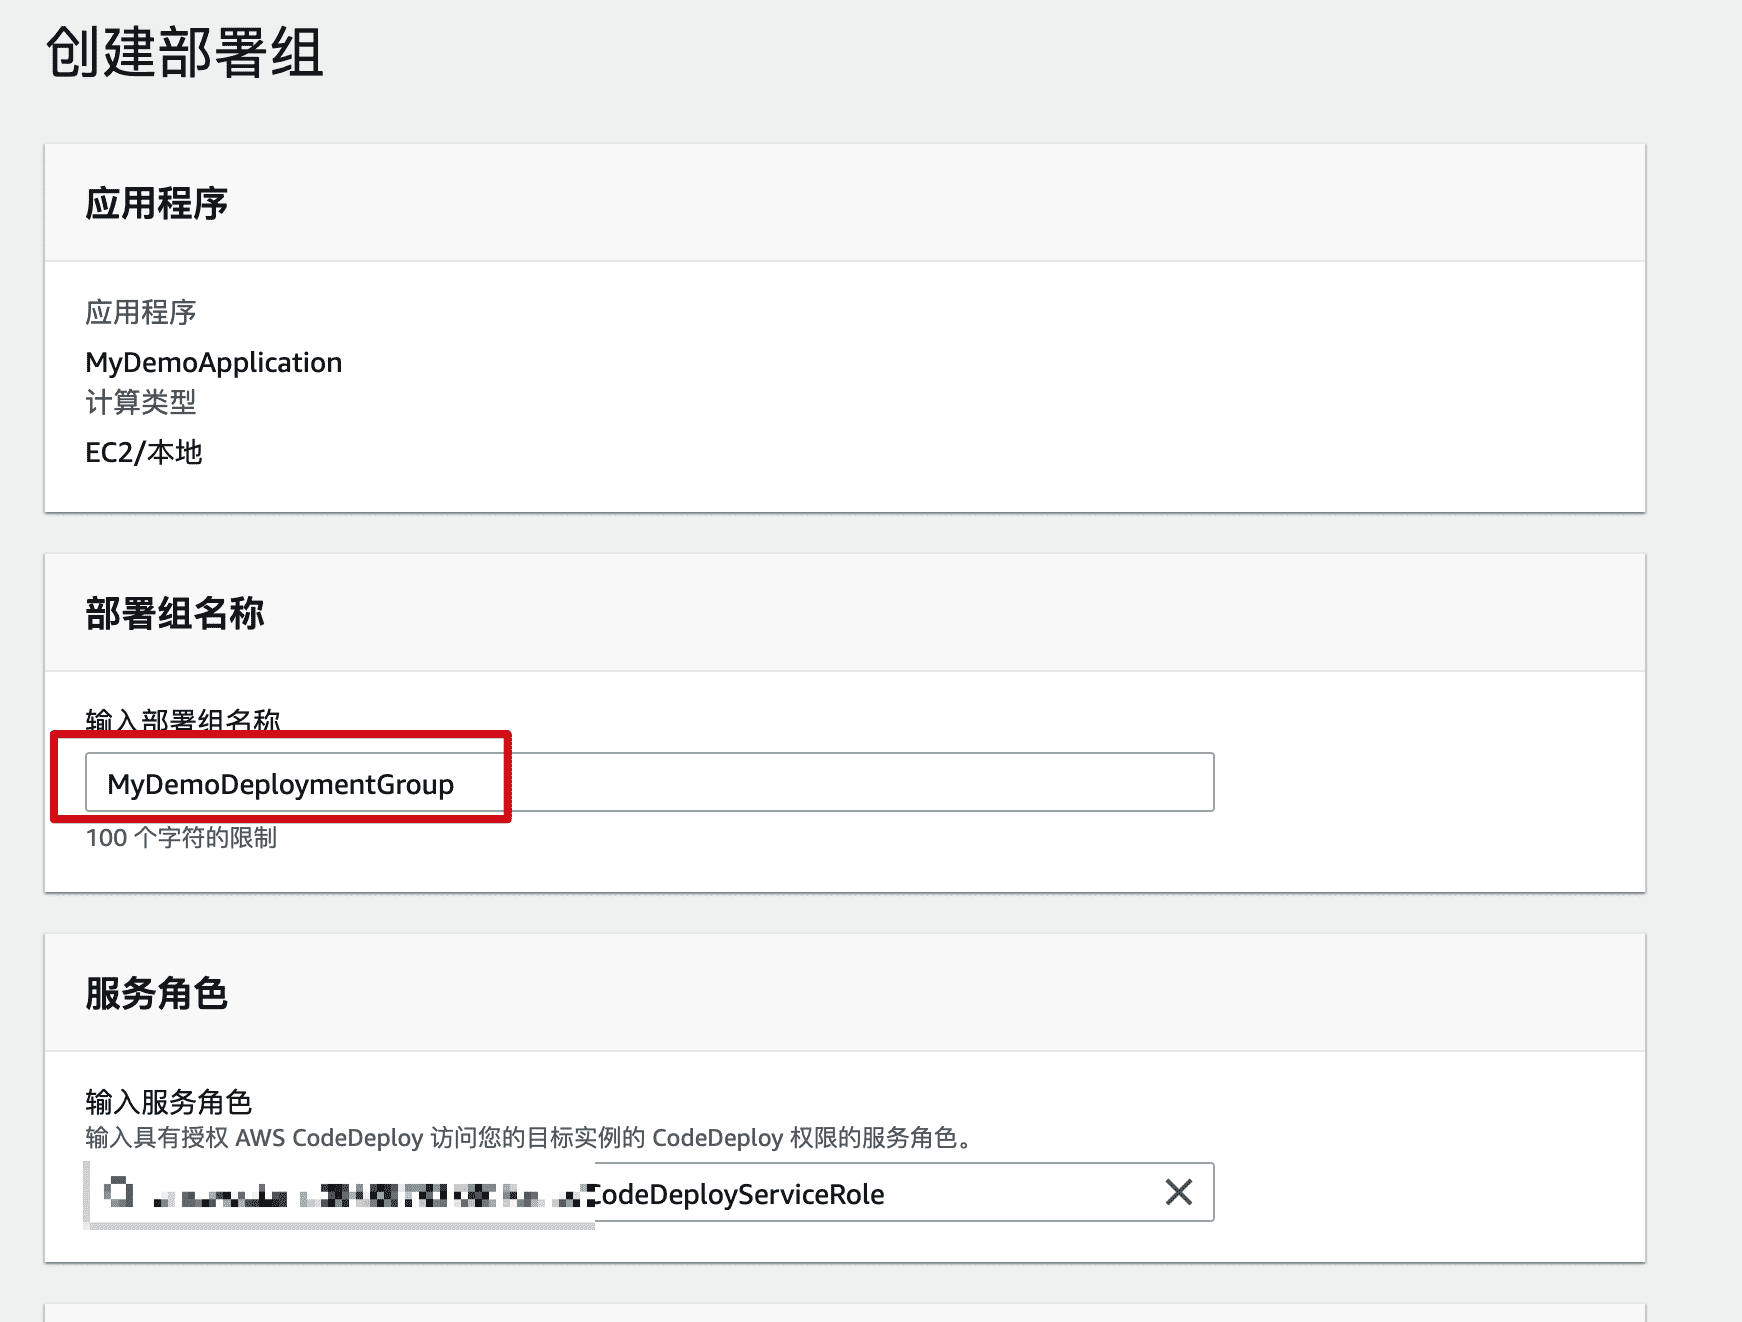 创建部署组
应用程序
应用程序
MyDemoApplication
计算类型
EC2/本地
部署组名称
输入部署组名称
MyDemoDeploymentGroup
100 个字符的限制
服务角色
输入服务角色
输入具有授权 AWS CodeDeploy 访问您的目标实例的 CodeDeploy 权限的服务角色。
CodeDeployServiceRole